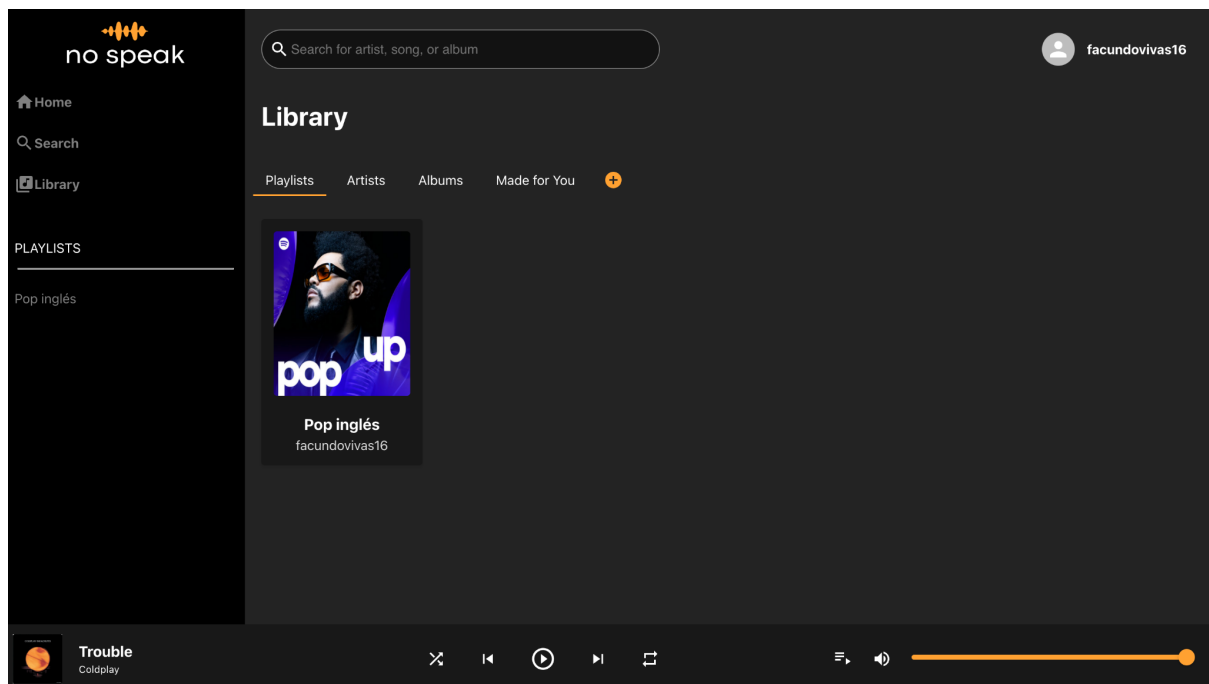 no speak
Search for artist, song, or album
facundovivas16
Home
Search
Library
PLAYLISTS
Pop inglés
Library
Playlists Artists Albums Made for You
pop up
Pop inglés
facundovivas16
Trouble
Coldplay